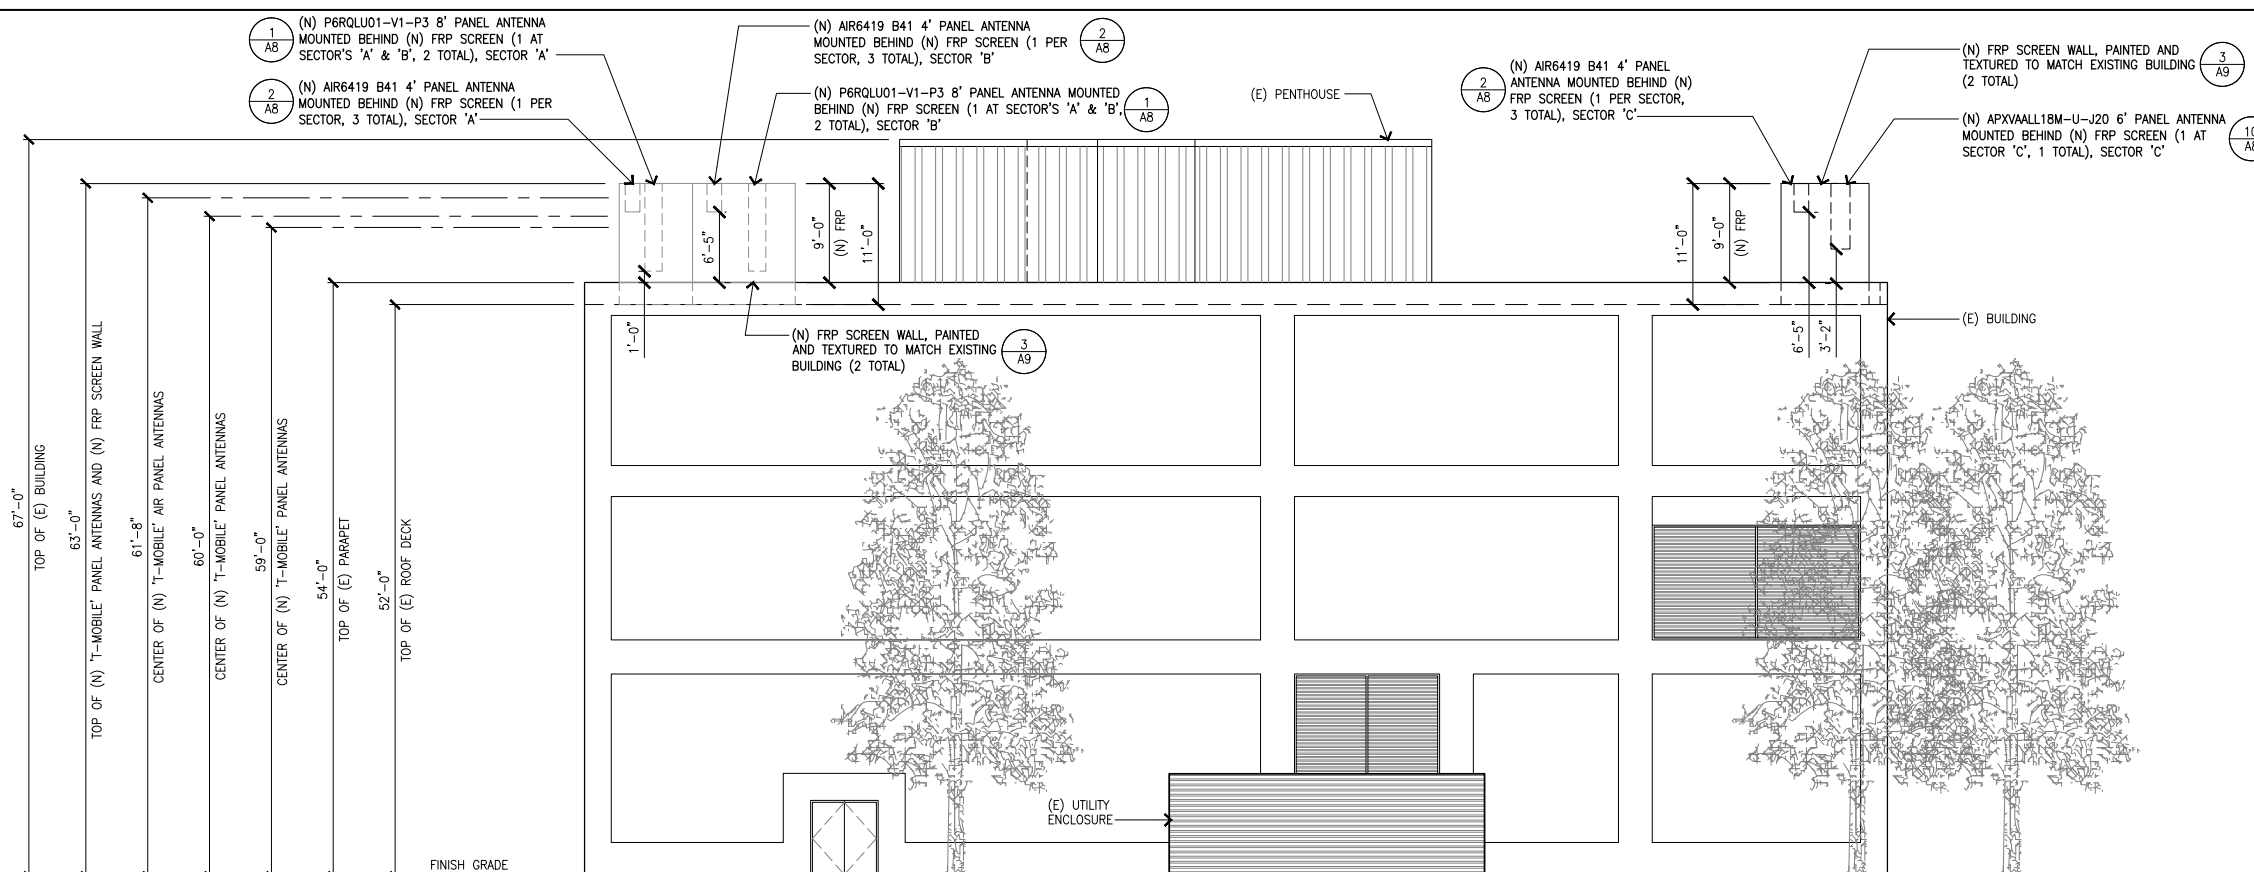 1
A8
(N) P6RQLU01-V1-P3 8' PANEL ANTENNA
MOUNTED BEHIND (N) FRP SCREEN (1 AT
SECTOR'S 'A' & 'B', 2 TOTAL), SECTOR 'A'
2
A8
(N) AIR6419 B41 4' PANEL ANTENNA
MOUNTED BEHIND (N) FRP SCREEN (1 PER
SECTOR, 3 TOTAL), SECTOR 'A'
(N) AIR6419 B41 4' PANEL ANTENNA
MOUNTED BEHIND (N) FRP SCREEN (1 PER
SECTOR, 3 TOTAL), SECTOR 'B'
2
A8
(N) P6RQLU01-V1-P3 8' PANEL ANTENNA MOUNTED
BEHIND (N) FRP SCREEN (1 AT SECTOR'S 'A' & 'B',
2 TOTAL), SECTOR 'B'
1
A8
(E) PENTHOUSE
2
A8
(N) AIR6419 B41 4' PANEL
ANTENNA MOUNTED BEHIND (N)
FRP SCREEN (1 PER SECTOR,
3 TOTAL), SECTOR 'C'
(N) FRP SCREEN WALL, PAINTED AND
TEXTURED TO MATCH EXISTING BUILDING
(2 TOTAL)
3
A9
(N) APXVAALL18M-U-J20 6' PANEL ANTENNA
MOUNTED BEHIND (N) FRP SCREEN (1 AT
SECTOR 'C', 1 TOTAL), SECTOR 'C'
67'-0"
TOP OF (E) BUILDING
63'-0"
TOP OF (N) 'T-MOBILE' PANEL ANTENNAS AND (N) FRP SCREEN WALL
61'-8"
CENTER OF (N) 'T-MOBILE' AIR PANEL ANTENNAS
60'-0"
CENTER OF (N) 'T-MOBILE' PANEL ANTENNAS
59'-0"
CENTER OF (N) 'T-MOBILE' PANEL ANTENNAS
54'-0"
TOP OF (E) PARAPET
52'-0"
TOP OF (E) ROOF DECK
1'-0"
6'-5"
9'-0"
(N) FRP
11'-0"
11'-0"
9'-0"
(N) FRP
6'-5"
3'-2"
(N) FRP SCREEN WALL, PAINTED
AND TEXTURED TO MATCH EXISTING
BUILDING (2 TOTAL)
3
A9
(E) BUILDING
(E) UTILITY
ENCLOSURE
FINISH GRADE